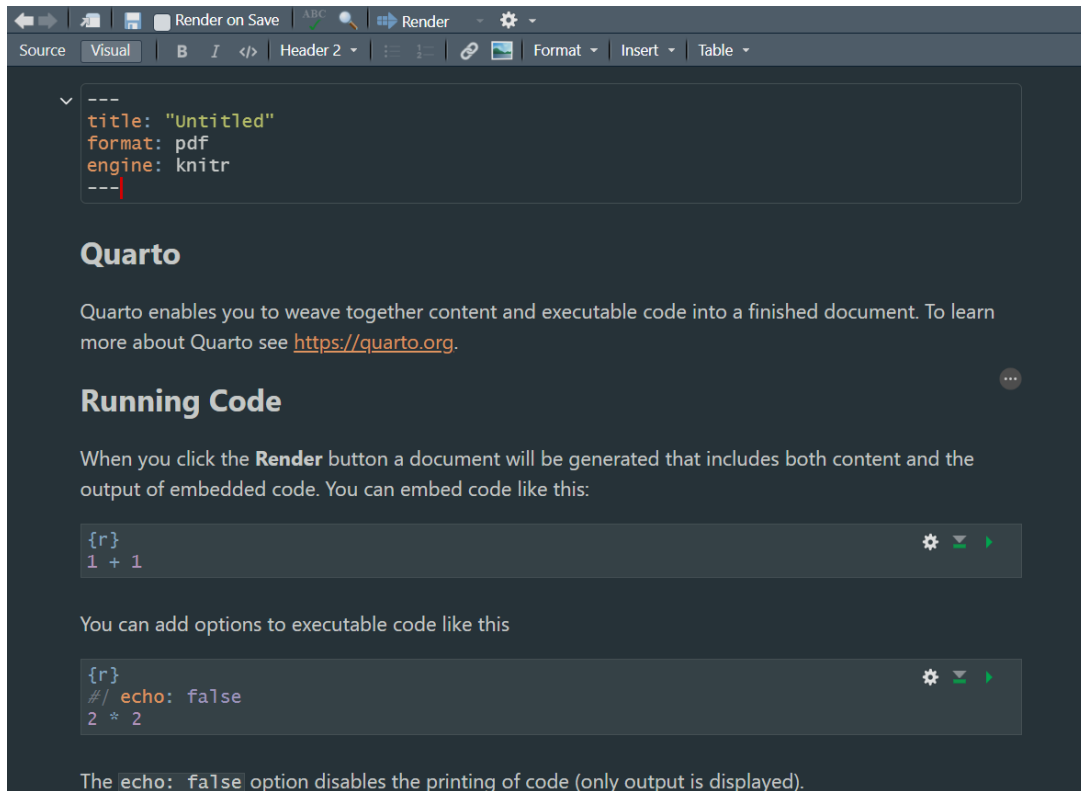 Render on Save ABC Render
Source Visual B I </> Header 2 Format Insert Table
---
title: "Untitled"
format: pdf
engine: knitr
---
Quarto
Quarto enables you to weave together content and executable code into a finished document. To learn
more about Quarto see https://quarto.org.
Running Code
When you click the Render button a document will be generated that includes both content and the
output of embedded code. You can embed code like this:
{r}
1 + 1
You can add options to executable code like this
{r}
#| echo: false
2 * 2
The echo: false option disables the printing of code (only output is displayed).